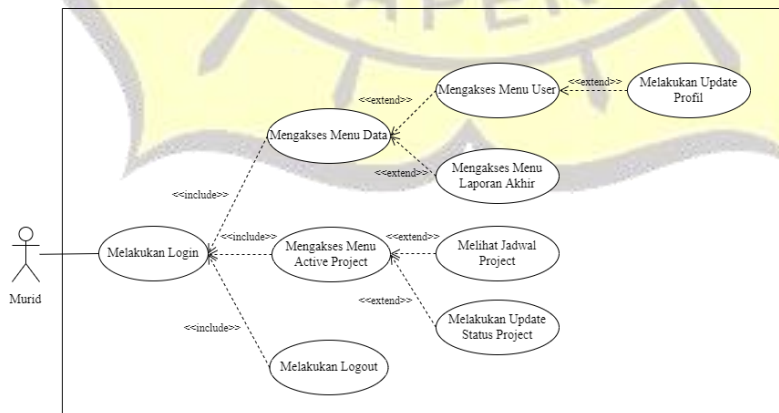 APER
<<extend>>
Mengakses Menu User
<<extend>>
Melakukan Update
Profil
Mengakses Menu Data
<<extend>>
Mengakses Menu
Laporan Akhir
<<include>>
Murid
Melakukan Login
<<include>>
Mengakses Menu
Active Project
<<extend>>
Melihat Jadwal
Project
<<extend>>
Melakukan Update
Status Project
<<include>>
Melakukan Logout